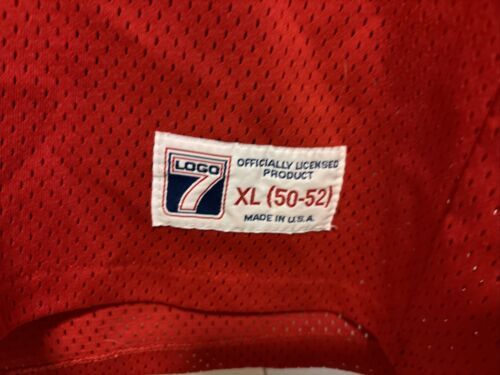 LOGO
7
OFFICIALLY LICENSED
PRODUCT
XL (50-52)
MADE IN U.S.A.